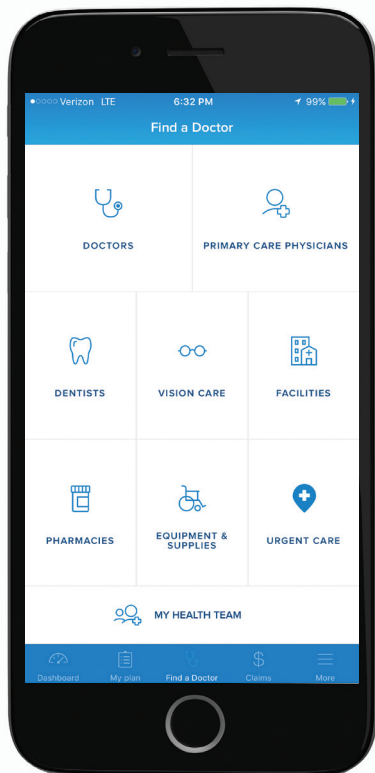 Verizon LTE 6:32 PM 99%
Find a Doctor
DOCTORS PRIMARY CARE PHYSICIANS
DENTISTS VISION CARE FACILITIES
PHARMACIES EQUIPMENT & SUPPLIES URGENT CARE
MY HEALTH TEAM
Dashboard My plan Find a Doctor Claims More